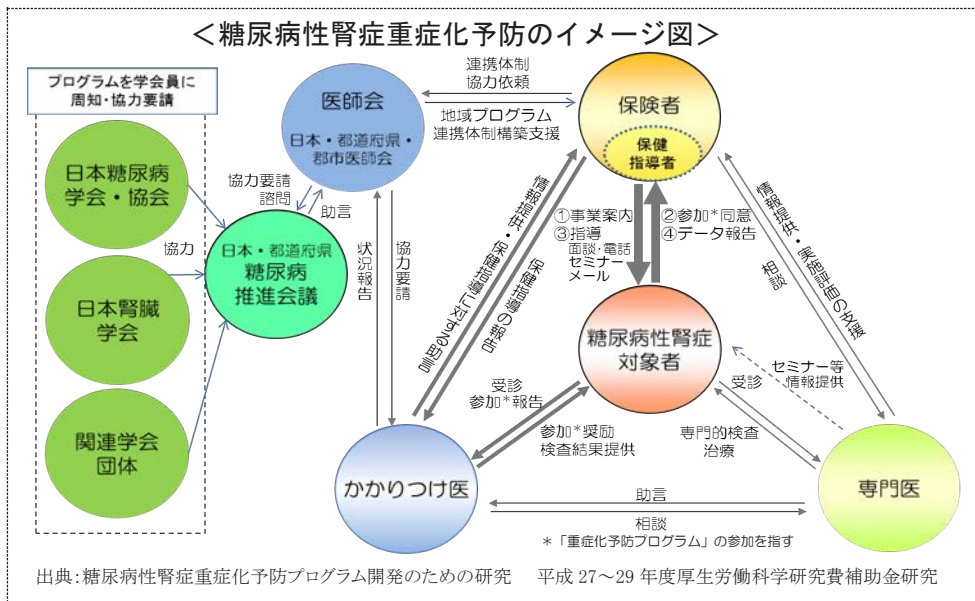 ＜糖尿病性腎症重症化予防のイメージ図＞
プログラムを学会員に
周知・協力要請
日本糖尿病
学会・協会
日本腎臓
学会
関連学会
団体
協力
医師会
日本・都道府県・
郡市医師会
協力要請
諮問
助言
日本・都道府県
糖尿病
推進会議
連携体制
協力依頼
地域プログラム
連携体制構築支援
保険者
保健
指導者
状況報告
協力要請
情報提供・保健指導に対する助言
保健指導の報告
①事業案内
③指導
面談・電話
セミナー
メール
②参加*同意
④データ報告
情報提供・実施評価の支援
相談
糖尿病性腎症
対象者
セミナー等
情報提供
受診
受診
参加*報告
参加*奨励
検査結果提供
専門的検査
治療
かかりつけ医
専門医
助言
相談
*「重症化予防プログラム」の参加を指す
出典：糖尿病性腎症重症化予防プログラム開発のための研究　平成 27～29 年度厚生労働科学研究費補助金研究